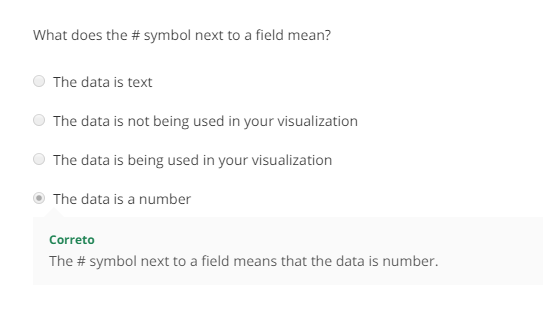 What does the # symbol next to a field mean?
The data is text
The data is not being used in your visualization
The data is being used in your visualization
The data is a number
Correto
The # symbol next to a field means that the data is number.